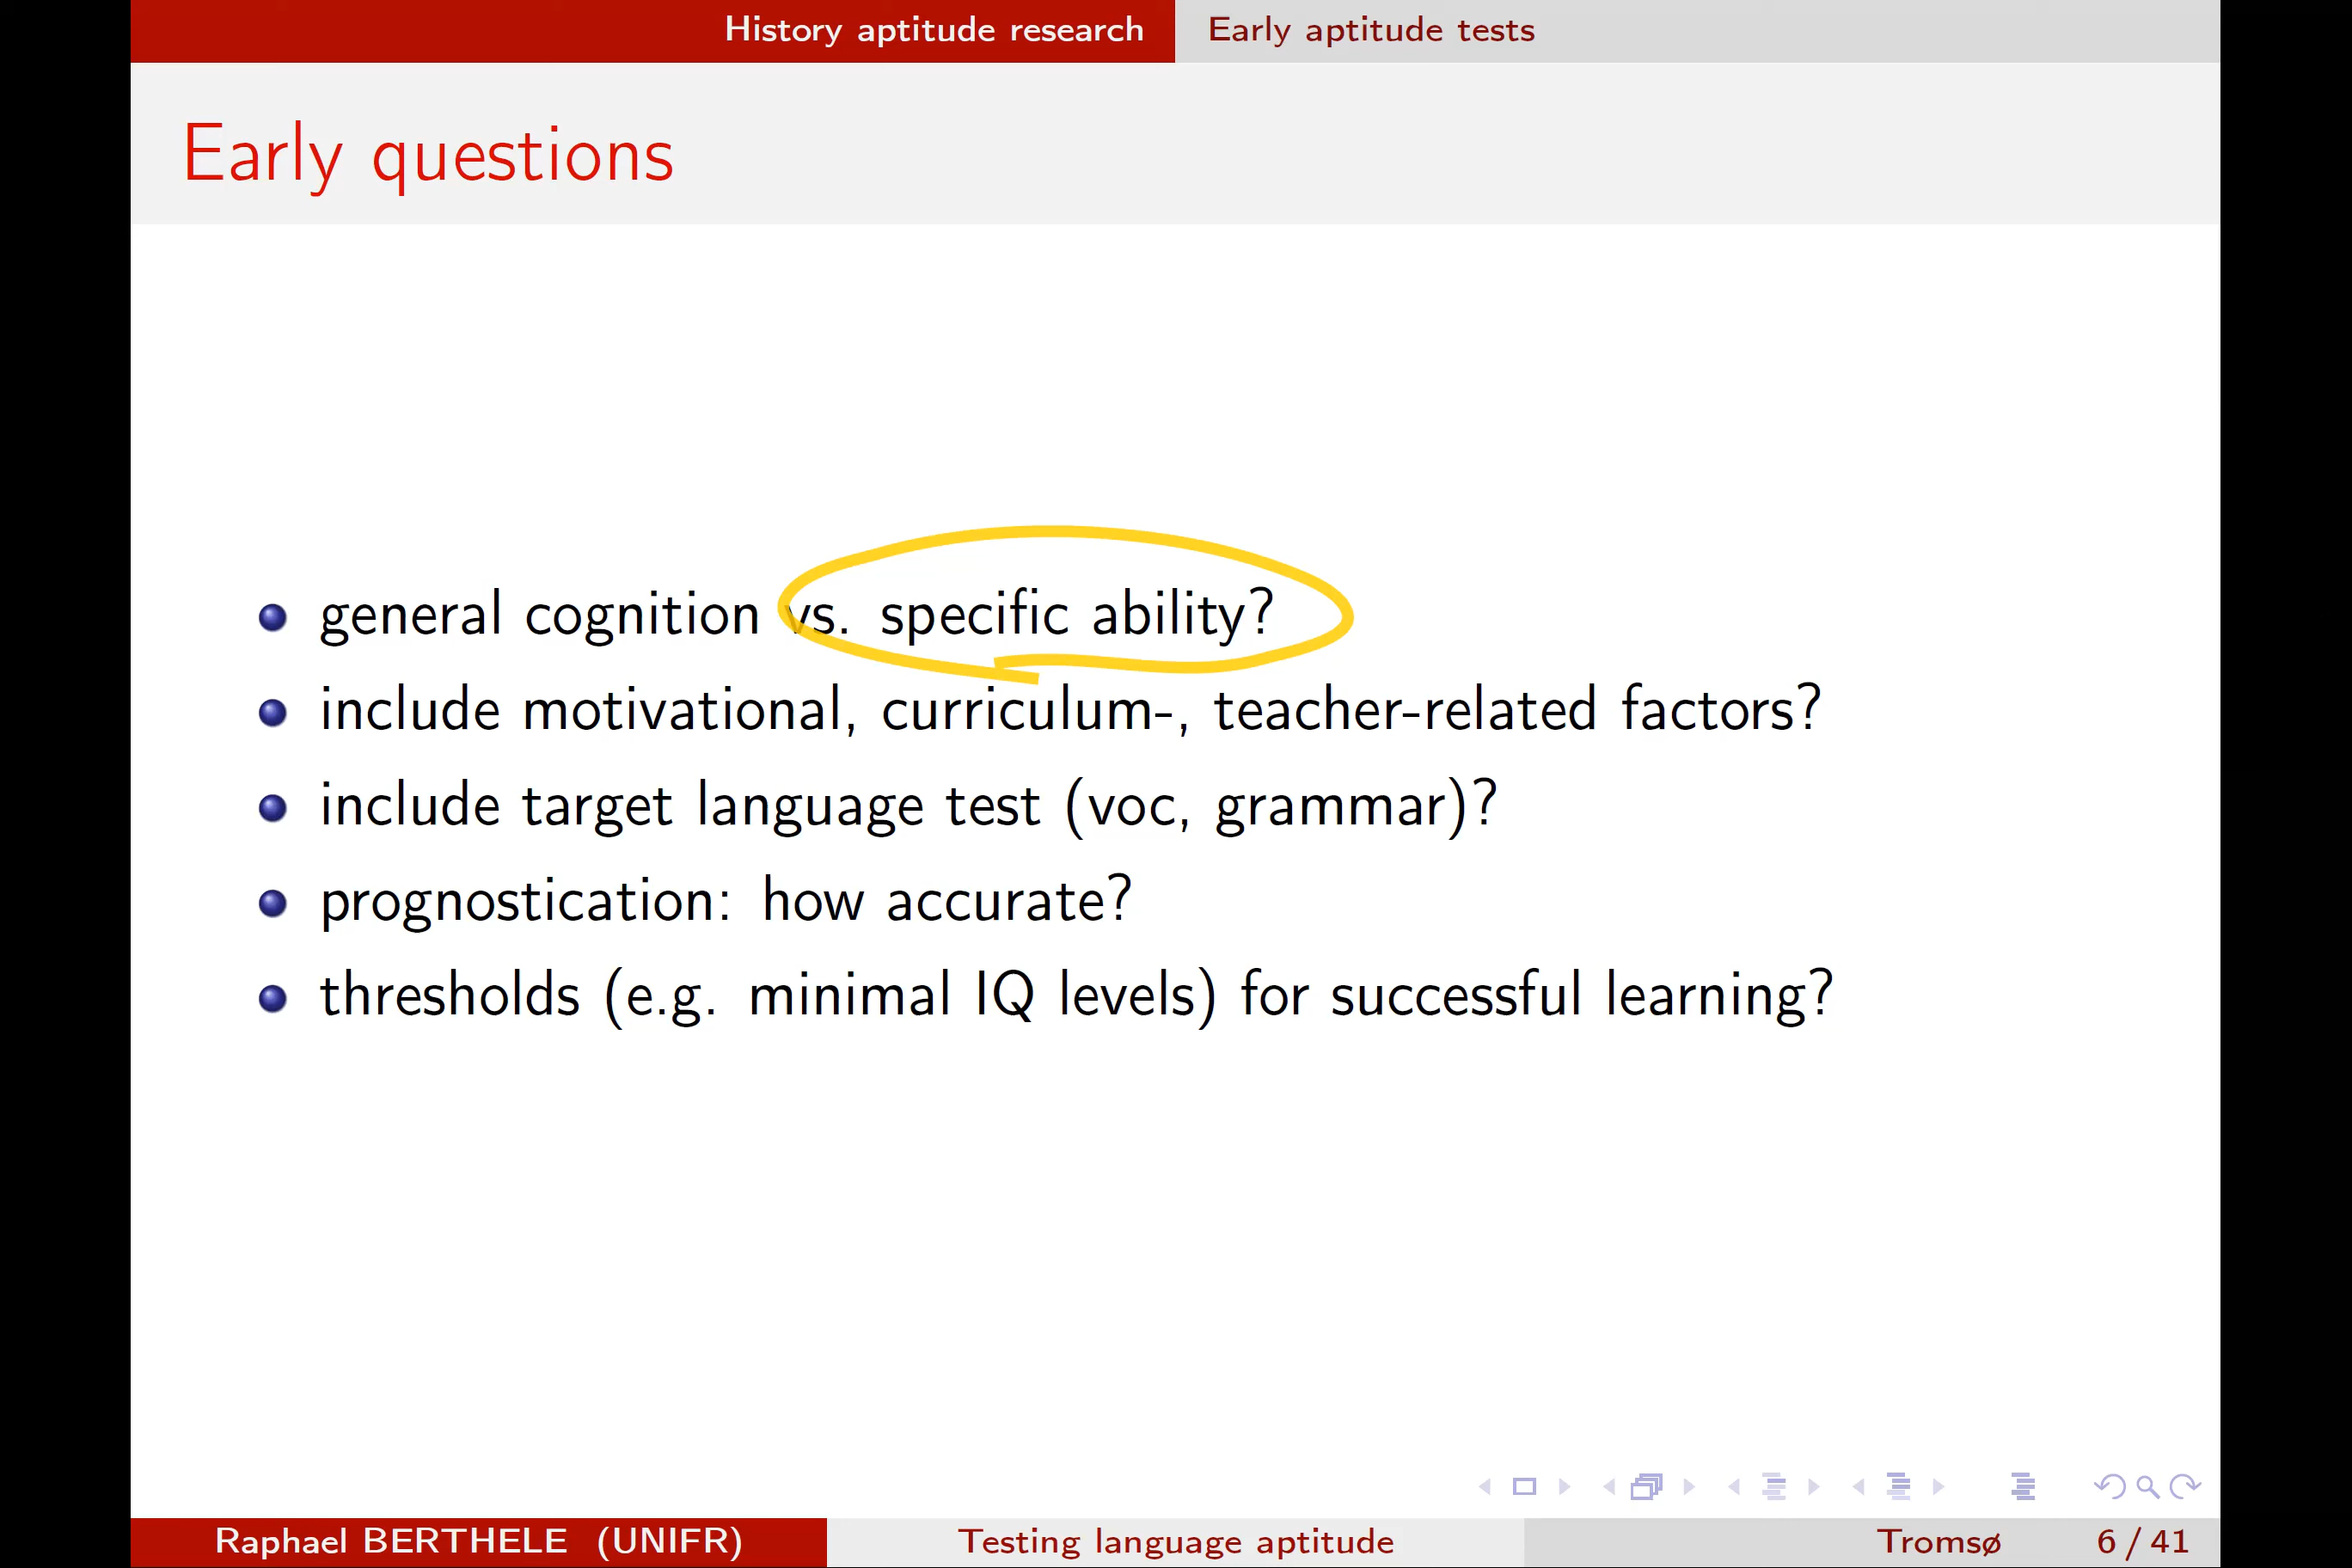 History aptitude research
Early aptitude tests
Early questions
general cognition vs. specific ability?
include motivational, curriculum-, teacher-related factors?
include target language test (voc, grammar)?
prognostication: how accurate?
thresholds (e.g. minimal IQ levels) for successful learning?
Raphael BERTHELE (UNIFR)
Testing language aptitude
Tromsø
6 / 41